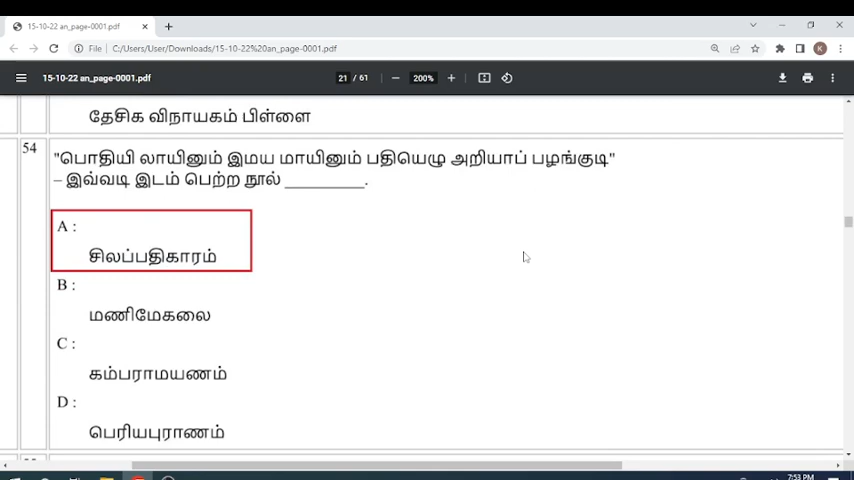 15-10-22 an_page-0001.pdf
File C:/Users/User/Downloads/15-10-22%20an_page-0001.pdf
K
15-10-22 an_page-0001.pdf 21 / 61 200%
தேசிக விநாயகம் பிள்ளை
54
"பொதியி லாயினும் இமய மாயினும் பதியெழு அறியாப் பழங்குடி"
– இவ்வடி இடம் பெற்ற நூல் _________.
A :
சிலப்பதிகாரம்
B :
மணிமேகலை
C :
கம்பராமயணம்
D :
பெரியபுராணம்
7:53 PM